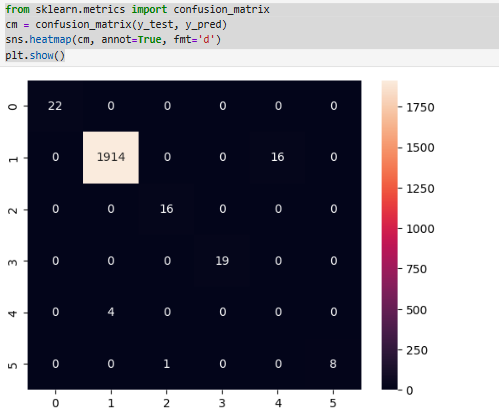 from sklearn.metrics import confusion_matrix
cm = confusion_matrix(y_test, y_pred)
sns.heatmap(cm, annot=True, fmt='d')
plt.show()
0 22 0 0 0 0 0
1 0 1914 0 0 16 0
2 0 0 16 0 0 0
3 0 0 0 19 0 0
4 0 4 0 0 0 0
5 0 0 1 0 0 8
0 1 2 3 4 5
1750
1500
1250
1000
750
500
250
0